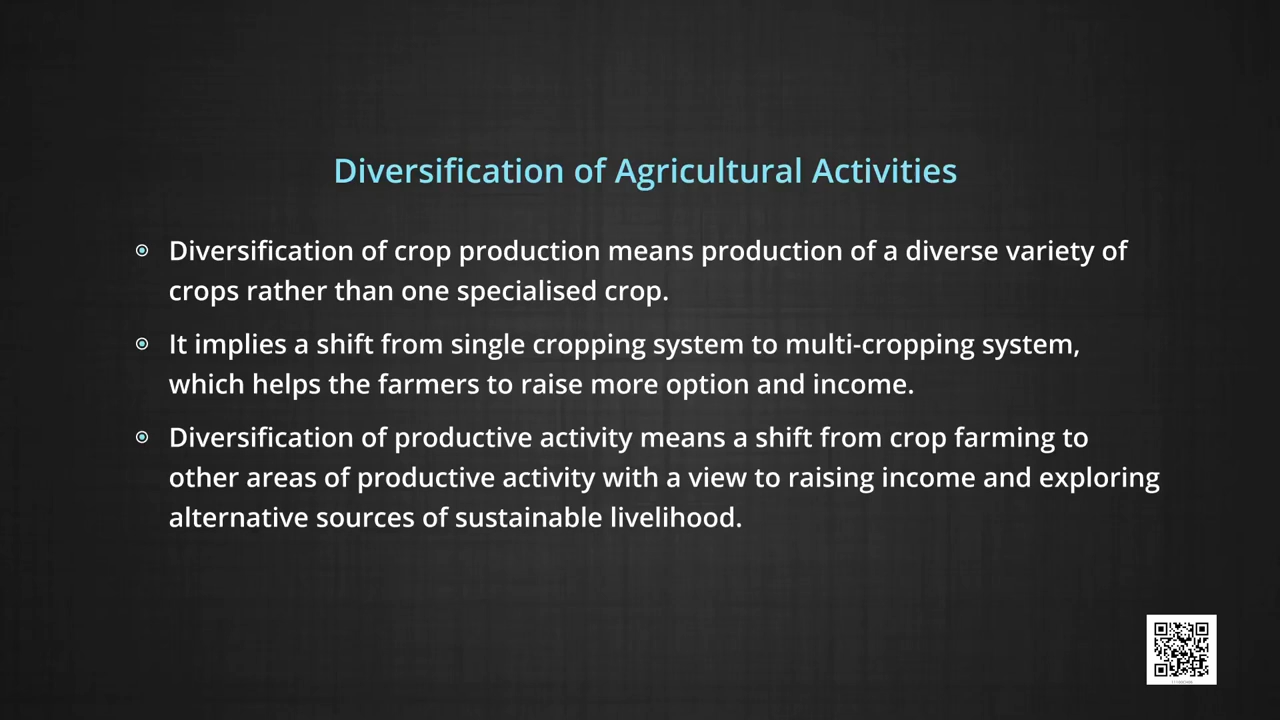 Diversification of Agricultural Activities
Diversification of crop production means production of a diverse variety of
crops rather than one specialised crop.
It implies a shift from single cropping system to multi-cropping system,
which helps the farmers to raise more option and income.
Diversification of productive activity means a shift from crop farming to
other areas of productive activity with a view to raising income and exploring
alternative sources of sustainable livelihood.